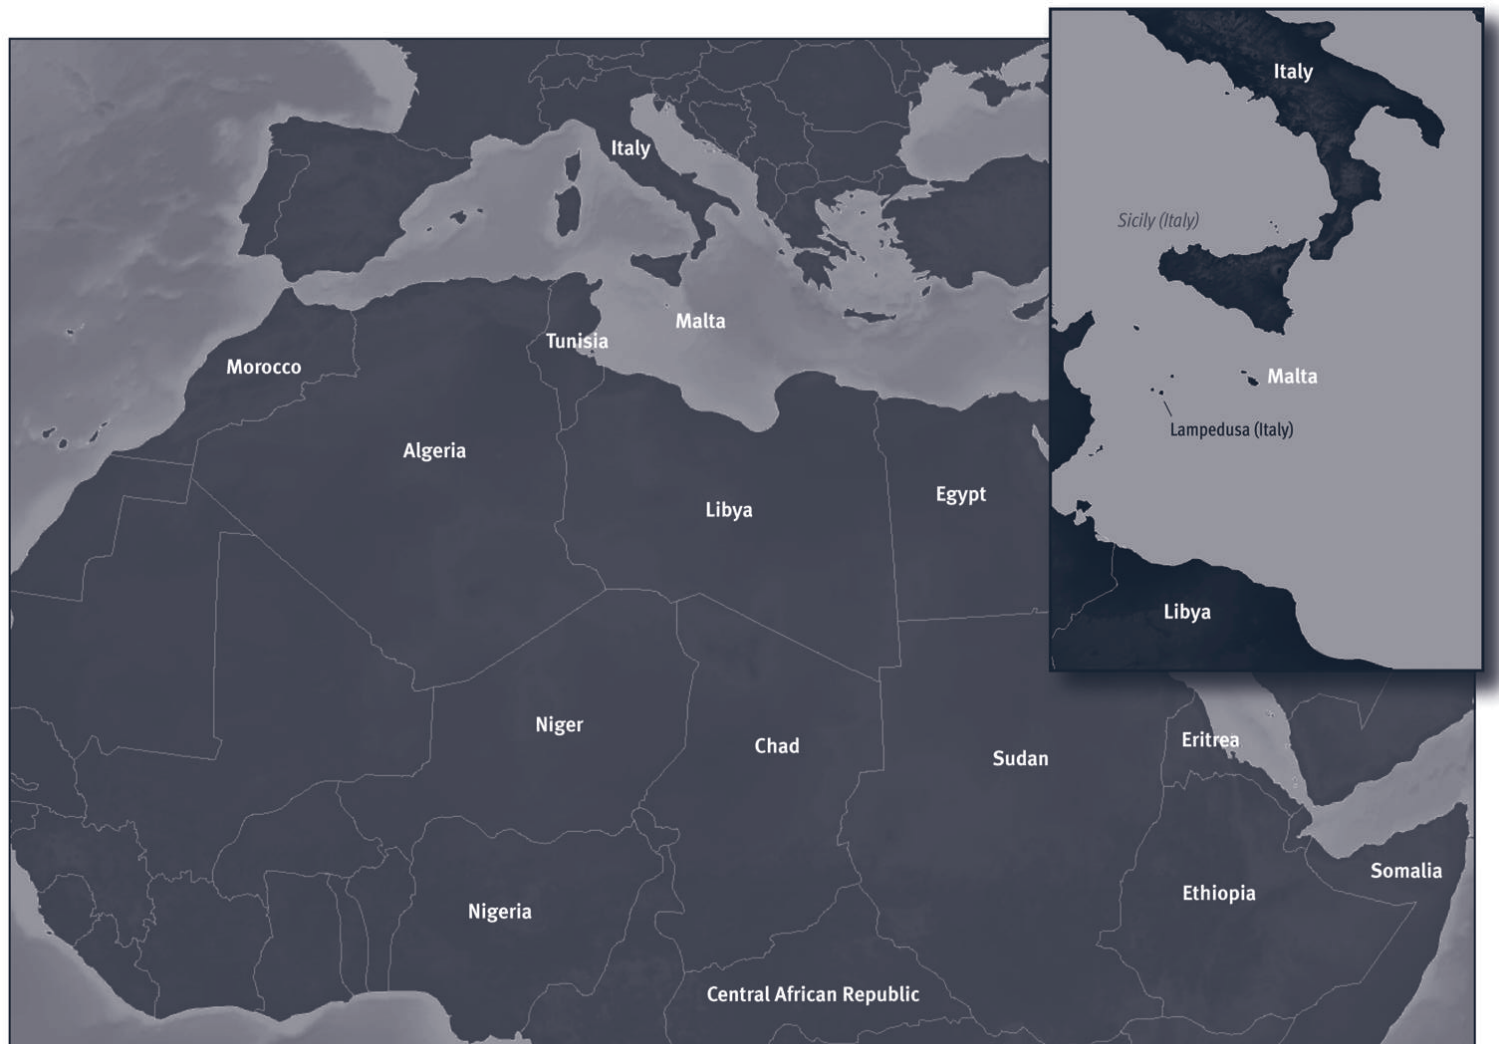 Italy
Malta
Tunisia
Morocco
Algeria
Libya
Egypt
Niger
Chad
Sudan
Eritrea
Somalia
Ethiopia
Nigeria
Central African Republic
Italy
Sicily (Italy)
Malta
Lampedusa (Italy)
Libya